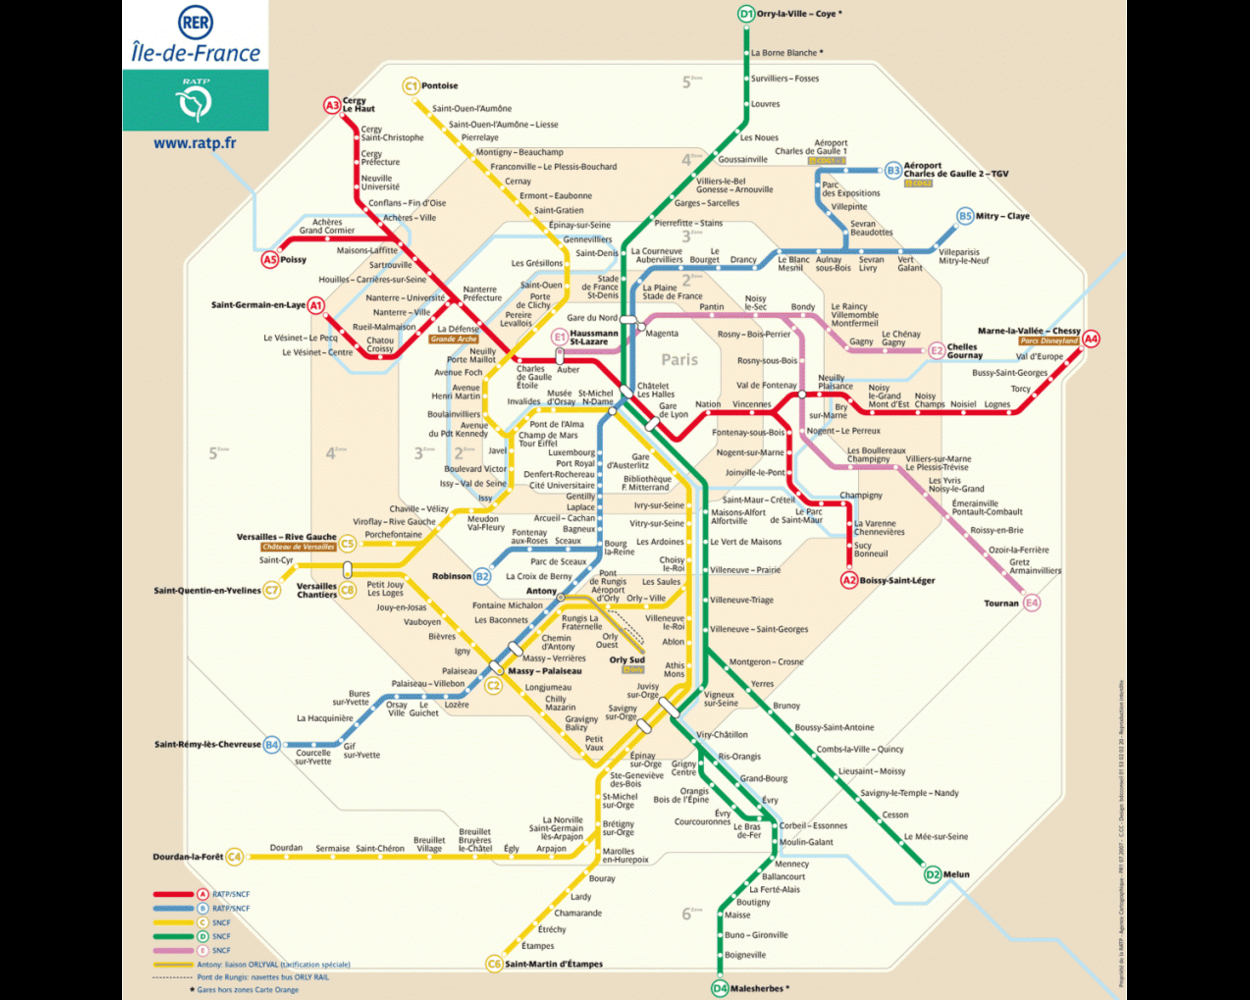 RER
Île-de-France
RATP
www.ratp.fr
D1 Orry-la-Ville – Coye *
La Borne Blanche *
Survilliers – Fosses
Louvres
Les Noues
Goussainville
Villiers-le-Bel
Gonesse – Arnouville
Garges – Sarcelles
Pierrefitte – Stains
Saint-Denis
Stade
de France
St-Denis
5 Zone
4 Zone
3 Zone
2 Zone
C1 Pontoise
Saint-Ouen-l'Aumône
Saint-Ouen-l'Aumône – Liesse
Pierrelaye
Montigny – Beauchamp
Franconville – Le Plessis-Bouchard
Cernay
Ermont – Eaubonne
Saint-Gratien
Épinay-sur-Seine
Gennevilliers
Les Grésillons
Saint-Ouen
Porte
de Clichy
Pereire
Levallois
Neuilly
Porte Maillot
Avenue Foch
Avenue
Henri Martin
Boulainvilliers
Avenue
du Pdt Kennedy
A3 Cergy
Le Haut
Cergy
Saint-Christophe
Cergy
Préfecture
Neuville
Université
Conflans – Fin d'Oise
Achères – Ville
Achères
Grand Cormier
A5 Poissy
Maisons-Laffitte
Sartrouville
Houilles – Carrières-sur-Seine
Nanterre
Préfecture
Nanterre – Université
Nanterre – Ville
Rueil-Malmaison
Chatou
Croissy
Le Vésinet – Le Pecq
Le Vésinet – Centre
Saint-Germain-en-Laye A1
La Défense
Grande Arche
Charles
de Gaulle
Étoile
Auber
E1 Haussmann
St-Lazare
Gare du Nord
Magenta
Paris
Châtelet
Les Halles
Gare
de Lyon
Nation
Vincennes
Aéroport
Charles de Gaulle 1
B3 Aéroport
Charles de Gaulle 2 – TGV
Parc
des Expositions
Villepinte
Sevran
Beaudottes
B5 Mitry – Claye
Villeparisis
Mitry-le-Neuf
Vert
Galant
Sevran
Livry
Aulnay
sous-Bois
Le Blanc
Mesnil
Drancy
Le
Bourget
La Courneuve
Aubervilliers
La Plaine
Stade de France
Pantin
Noisy
le-Sec
Bondy
Le Raincy
Villemomble
Montfermeil
Gagny
Le Chénay
Gagny
E2 Chelles
Gournay
Rosny – Bois-Perrier
Rosny-sous-Bois
Val de Fontenay
Neuilly
Plaisance
Bry
sur-Marne
Noisy
le-Grand
Mont d'Est
Noisy
Champs
Noisiel
Lognes
Torcy
Bussy-Saint-Georges
Val d'Europe
Marne-la-Vallée – Chessy A4
Parcs Disneyland
Nogent – Le Perreux
Les Boullereaux
Champigny
Villiers-sur-Marne
Le Plessis-Trévise
Les Yvris
Noisy-le-Grand
Émerainville
Pontault-Combault
Roissy-en-Brie
Ozoir-la-Ferrière
Gretz
Armainvilliers
Tournan E4
Fontenay-sous-Bois
Nogent-sur-Marne
Joinville-le-Pont
Saint-Maur – Créteil
Le Parc
de Saint-Maur
Champigny
La Varenne
Chennevières
Sucy
Bonneuil
A2 Boissy-Saint-Léger
5 Zone
4 Zone
3 Zone
2 Zone
Invalides
Musée
d'Orsay
St-Michel
N-Dame
Pont de l'Alma
Champ de Mars
Tour Eiffel
Javel
Boulevard Victor
Issy – Val de Seine
Issy
Meudon
Val-Fleury
Chaville – Vélizy
Viroflay – Rive Gauche
Porchefontaine
Versailles – Rive Gauche C5
Château de Versailles
Saint-Cyr
Saint-Quentin-en-Yvelines C7
Versailles
Chantiers C8
Petit Jouy
Les Loges
Jouy-en-Josas
Vauboyen
Bièvres
Igny
Luxembourg
Port Royal
Denfert-Rochereau
Cité Universitaire
Gentilly
Laplace
Arcueil – Cachan
Bagneux
Bourg
la-Reine
Fontenay
aux-Roses
Sceaux
Robinson B2
Parc de Sceaux
La Croix de Berny
Antony
Fontaine Michalon
Les Baconnets
Massy – Verrières
Massy – Palaiseau
C2
Palaiseau
Palaiseau – Villebon
Lozère
Le
Guichet
Orsay
Ville
Bures
sur-Yvette
La Hacquinière
Gif
sur-Yvette
Courcelle
sur-Yvette
Saint-Rémy-lès-Chevreuse B4
Gare
d'Austerlitz
Bibliothèque
F. Mitterrand
Ivry-sur-Seine
Vitry-sur-Seine
Les Ardoines
Choisy
le-Roi
Les Saules
Orly – Ville
Pont
de Rungis
Aéroport
d'Orly
Rungis La
Fraternelle
Chemin
d'Antony
Orly
Ouest
Orly Sud
Villeneuve
le-Roi
Ablon
Athis
Mons
Juvisy
sur-Orge
Savigny
sur-Orge
Épinay
sur-Orge
Longjumeau
Chilly
Mazarin
Gravigny
Balizy
Petit
Vaux
Ste-Geneviève
des-Bois
St-Michel
sur-Orge
Brétigny
sur-Orge
Marolles
en-Hurepoix
Bouray
Lardy
Chamarande
Étréchy
Étampes
C6 Saint-Martin d'Étampes
La Norville
Saint-Germain
lès-Arpajon
Arpajon
Égly
Breuillet
Bruyères
le-Châtel
Breuillet
Village
Saint-Chéron
Sermaise
Dourdan
Dourdan-la-Forêt C4
Maisons-Alfort
Alfortville
Le Vert de Maisons
Villeneuve – Prairie
Villeneuve-Triage
Villeneuve – Saint-Georges
Montgeron – Crosne
Yerres
Brunoy
Boussy-Saint-Antoine
Combs-la-Ville – Quincy
Lieusaint – Moissy
Savigny-le-Temple – Nandy
Cesson
Le Mée-sur-Seine
D2 Melun
Vigneux
sur-Seine
Viry-Châtillon
Ris-Orangis
Grand-Bourg
Évry
Grigny
Centre
Orangis
Bois de l'Épine
Évry
Courcouronnes
Le Bras
de-Fer
Corbeil – Essonnes
Moulin-Galant
Mennecy
Ballancourt
La Ferté-Alais
Boutigny
Maisse
Buno – Gironville
Boigneville
D4 Malesherbes *
6 Zone
A RATP/SNCF
B RATP/SNCF
C SNCF
D SNCF
E SNCF
Antony: liaison ORLYVAL (tarification spéciale)
Pont de Rungis: navettes bus ORLY RAIL
* Gares hors zones Carte Orange